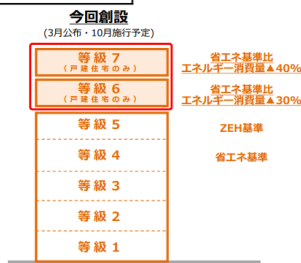 今回創設
(3月公布・10月施行予定)
等級 7
(戸建住宅のみ)
省エネ基準比
エネルギー消費量▲40%
等級 6
(戸建住宅のみ)
省エネ基準比
エネルギー消費量▲30%
等級 5
ZEH基準
等級 4
省エネ基準
等級 3
等級 2
等級 1